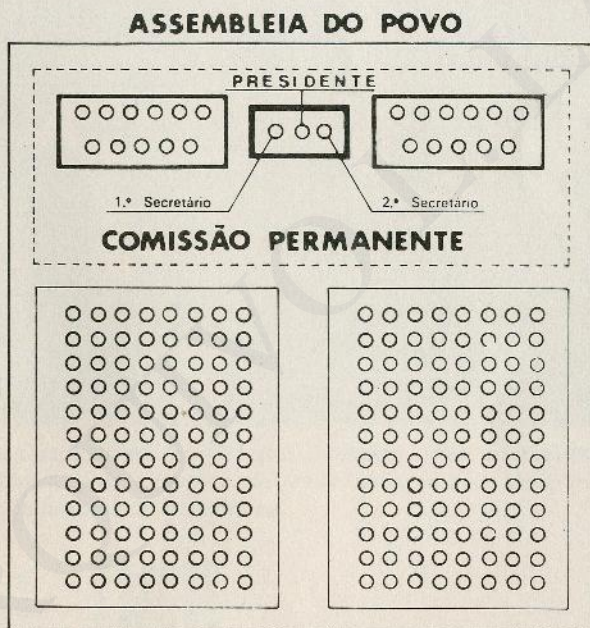 ASSEMBLEIA DO POVO
PRESIDENTE
1.º Secretário
2.º Secretário
COMISSÃO PERMANENTE